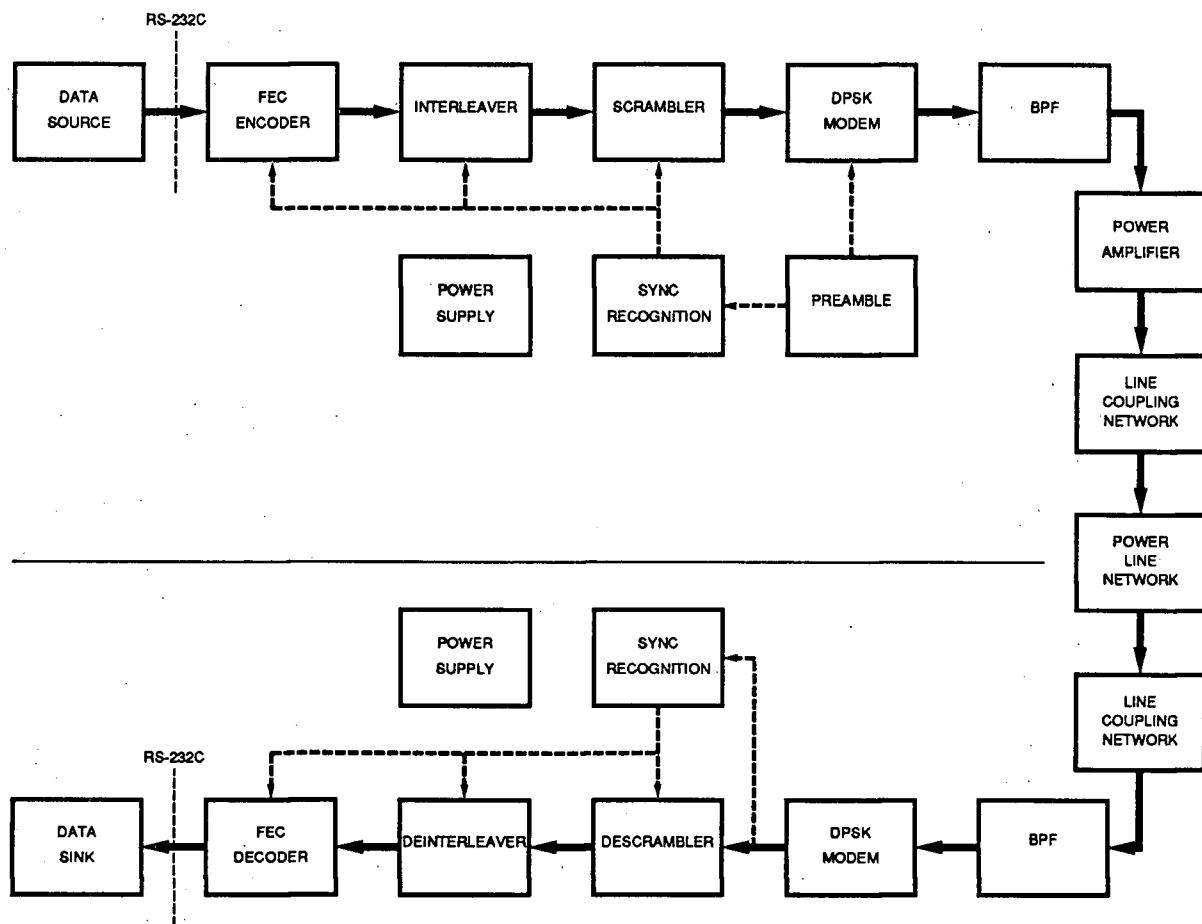 RS-232C
DATA
SOURCE
FEC
ENCODER
INTERLEAVER
SCRAMBLER
DPSK
MODEM
BPF
POWER
AMPLIFIER
POWER
SUPPLY
SYNC
RECOGNITION
PREAMBLE
LINE
COUPLING
NETWORK
POWER
LINE
NETWORK
POWER
SUPPLY
SYNC
RECOGNITION
LINE
COUPLING
NETWORK
RS-232C
DATA
SINK
FEC
DECODER
DEINTERLEAVER
DESCRAMBLER
DPSK
MODEM
BPF